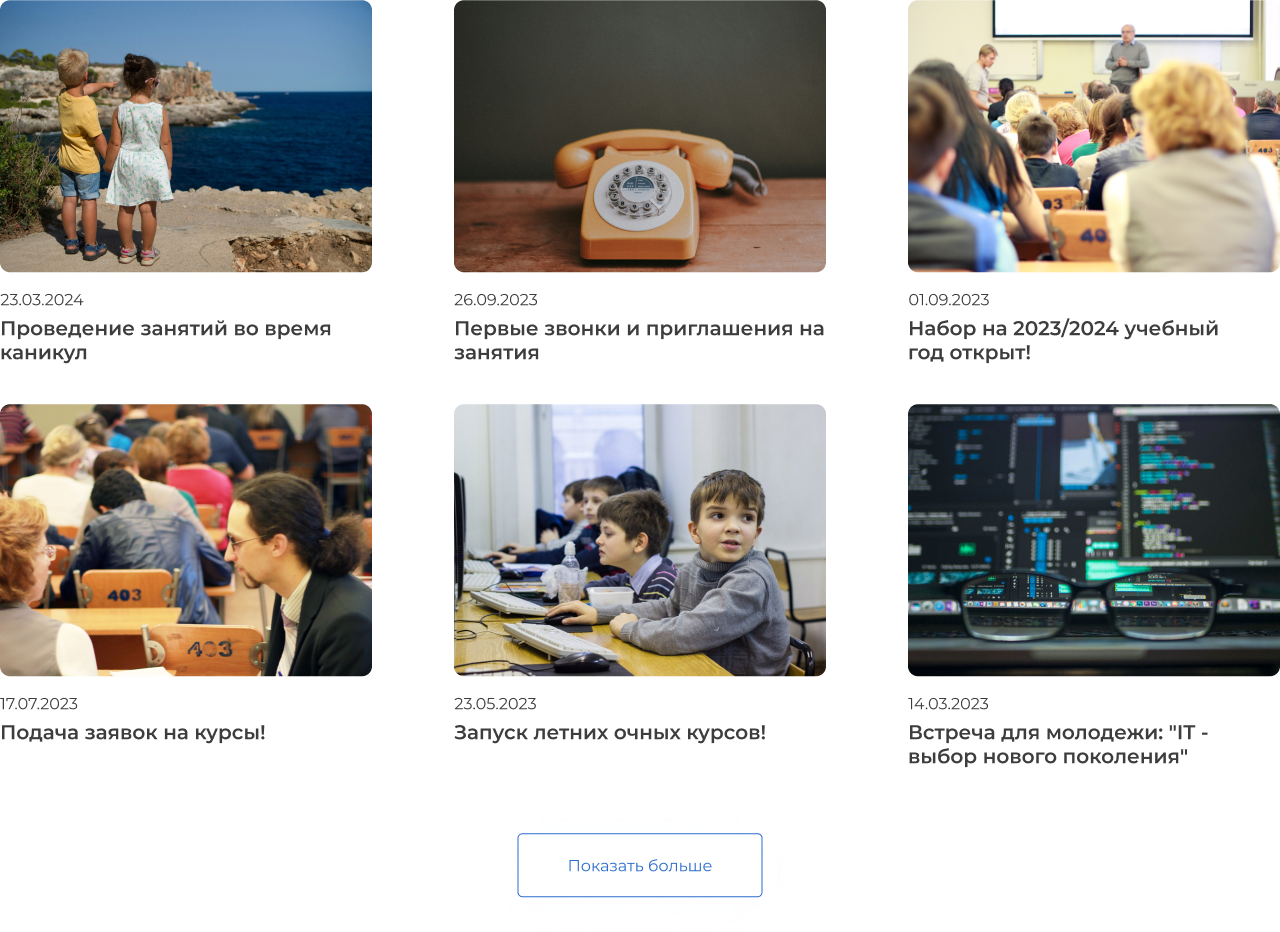 23.03.2024
Проведение занятий во время
каникул
26.09.2023
Первые звонки и приглашения на
занятия
01.09.2023
Набор на 2023/2024 учебный
год открыт!
403
403
17.07.2023
Подача заявок на курсы!
23.05.2023
Запуск летних очных курсов!
14.03.2023
Встреча для молодежи: "IT -
выбор нового поколения"
Показать больше